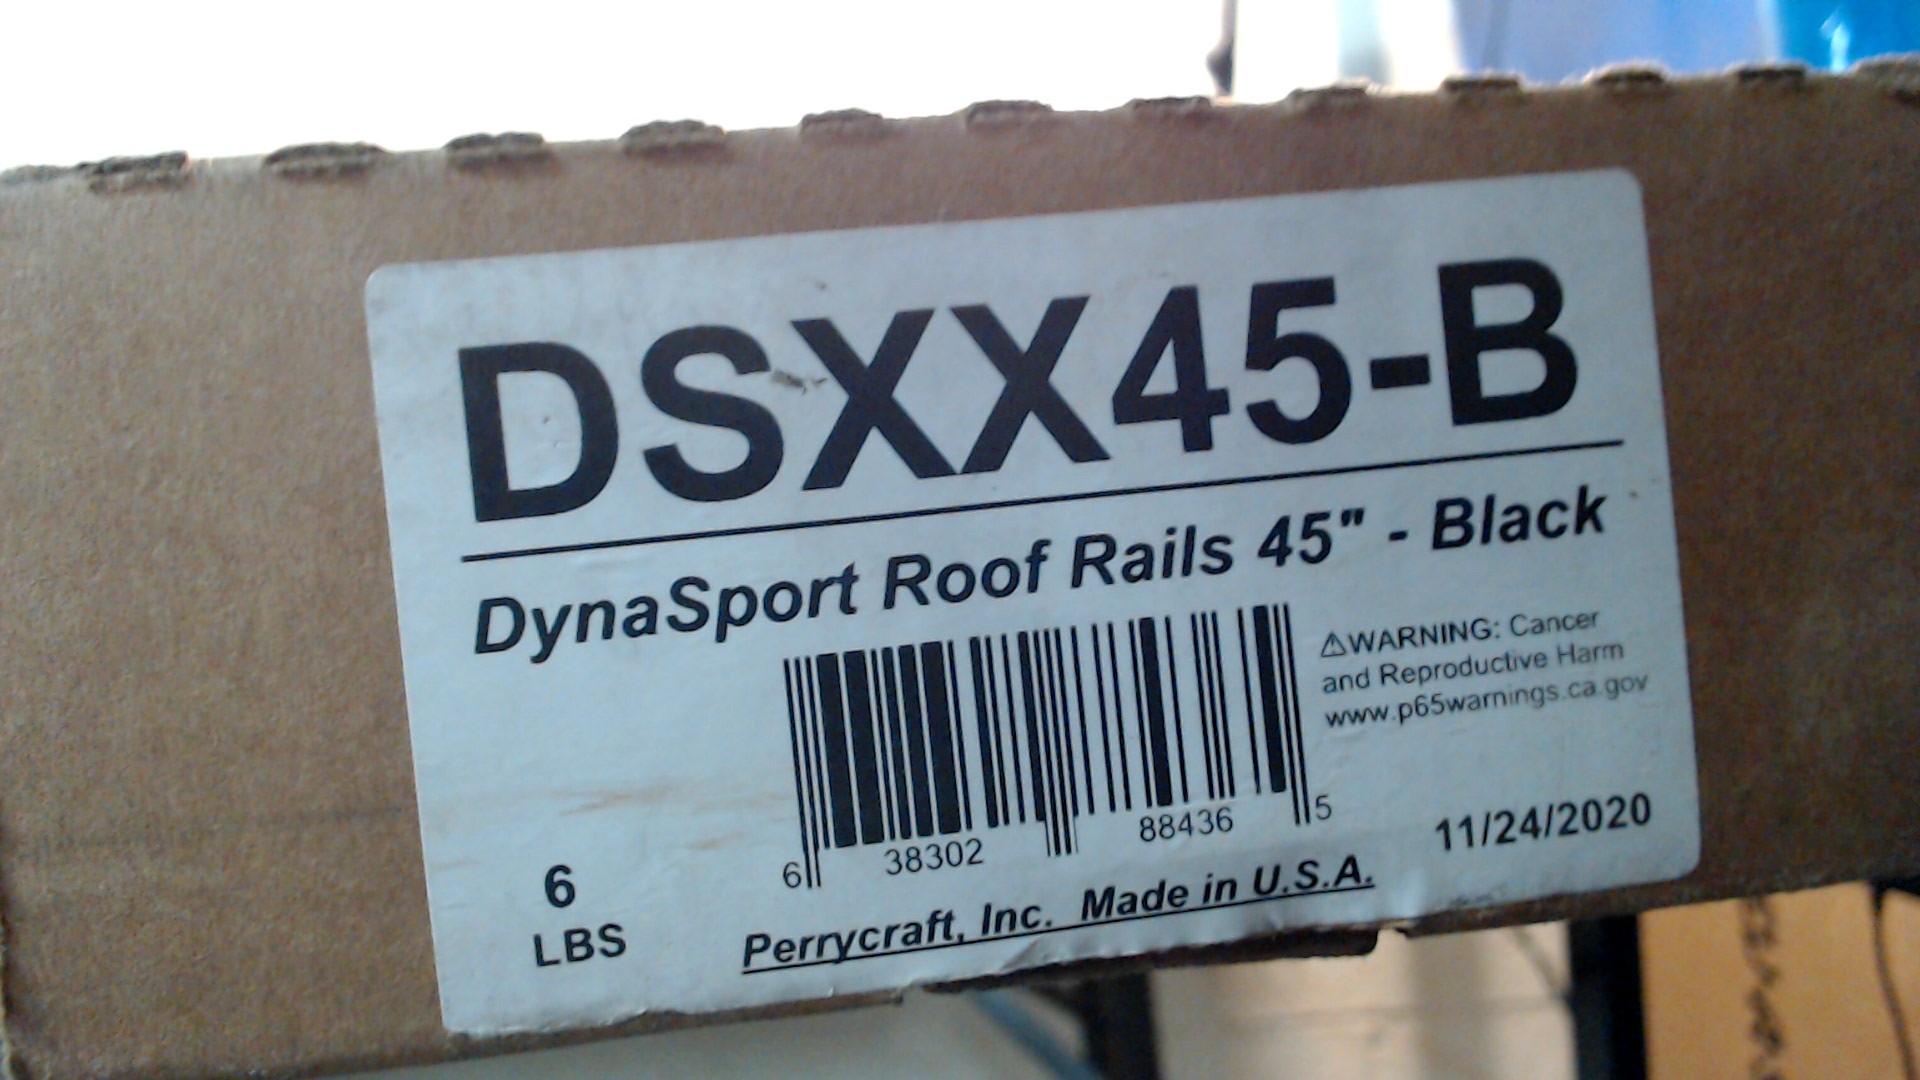 DSXX45-B
DynaSport Roof Rails 45" - Black
⚠WARNING: Cancer
and Reproductive Harm
www.p65warnings.ca.gov
6 38302 88436 5
11/24/2020
6
LBS
Perrycraft, Inc. Made in U.S.A.